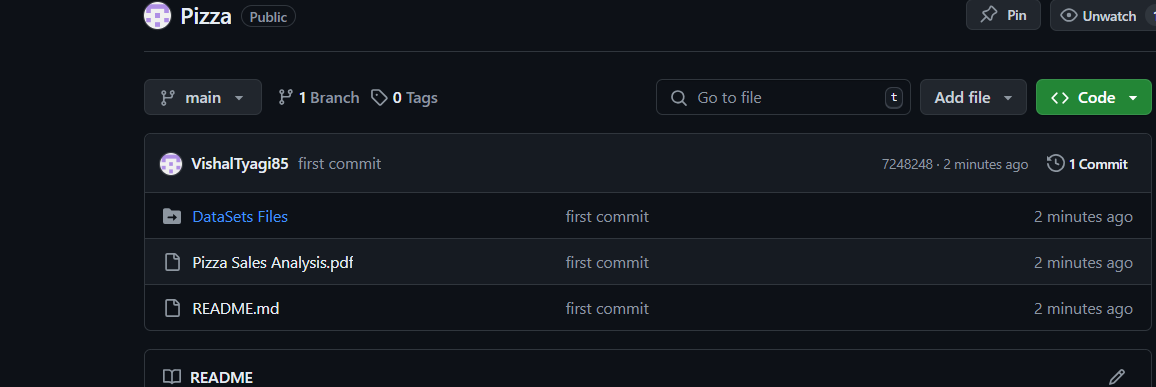 Pizza Public Pin Unwatch
main 1 Branch 0 Tags Go to file t Add file Code
VishalTyagi85 first commit 7248248 · 2 minutes ago 1 Commit
DataSets Files first commit 2 minutes ago
Pizza Sales Analysis.pdf first commit 2 minutes ago
README.md first commit 2 minutes ago
README